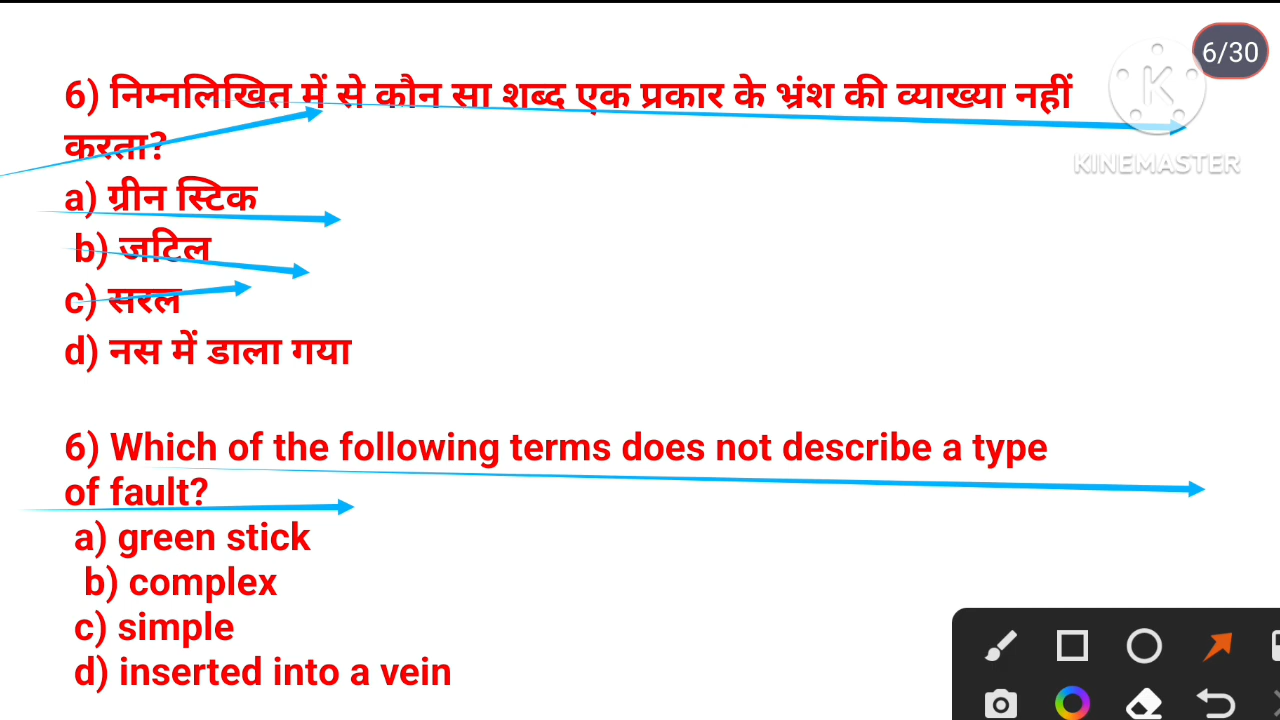 6/30
6) निम्नलिखित में से कौन सा शब्द एक प्रकार के भ्रंश की व्याख्या नहीं
करता?
KINEMASTER
a) ग्रीन स्टिक
b) जटिल
c) सरल
d) नस में डाला गया
6) Which of the following terms does not describe a type
of fault?
a) green stick
b) complex
c) simple
d) inserted into a vein